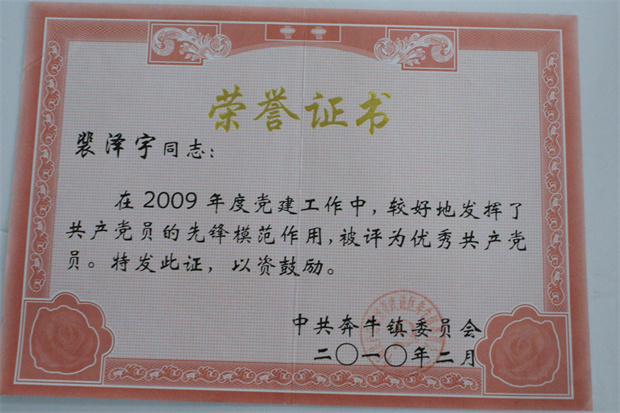 荣誉证书
裴泽宇同志：
在2009年度党建工作中，较好地发挥了
共产党员的先锋模范作用，被评为优秀共产党
员。特发此证，以资鼓励。
中共奔牛镇委员会
二〇一〇年二月